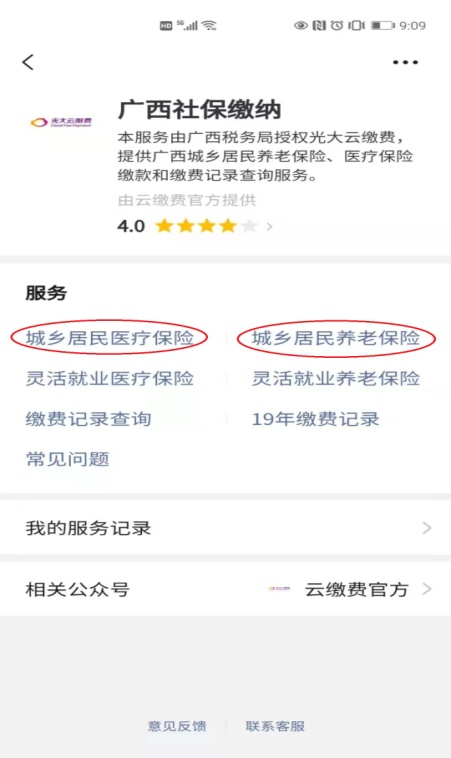 HD 5G 9:09
光大云缴费
广西社保缴纳
本服务由广西税务局授权光大云缴费，
提供广西城乡居民养老保险、医疗保险
缴款和缴费记录查询服务。
由云缴费官方提供
4.0
服务
城乡居民医疗保险 城乡居民养老保险
灵活就业医疗保险 灵活就业养老保险
缴费记录查询 19年缴费记录
常见问题
我的服务记录
相关公众号 云缴费官方
意见反馈 联系客服